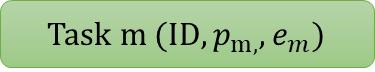 Task m (ID, pₘ,, eₘ)